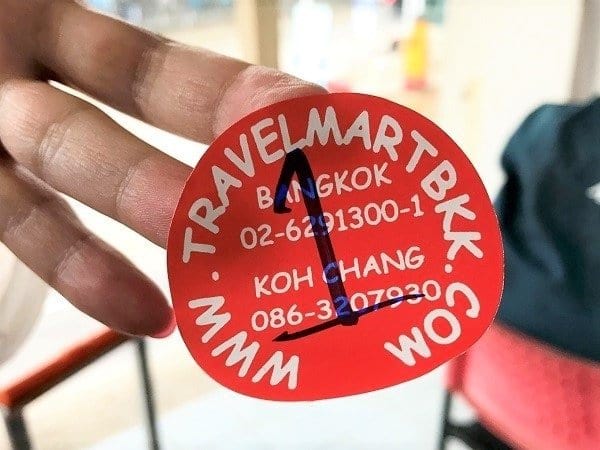 WWW.TRAVELMARTBKK.COM
BANGKOK
02-6291300-1
KOH CHANG
086-3207930
1